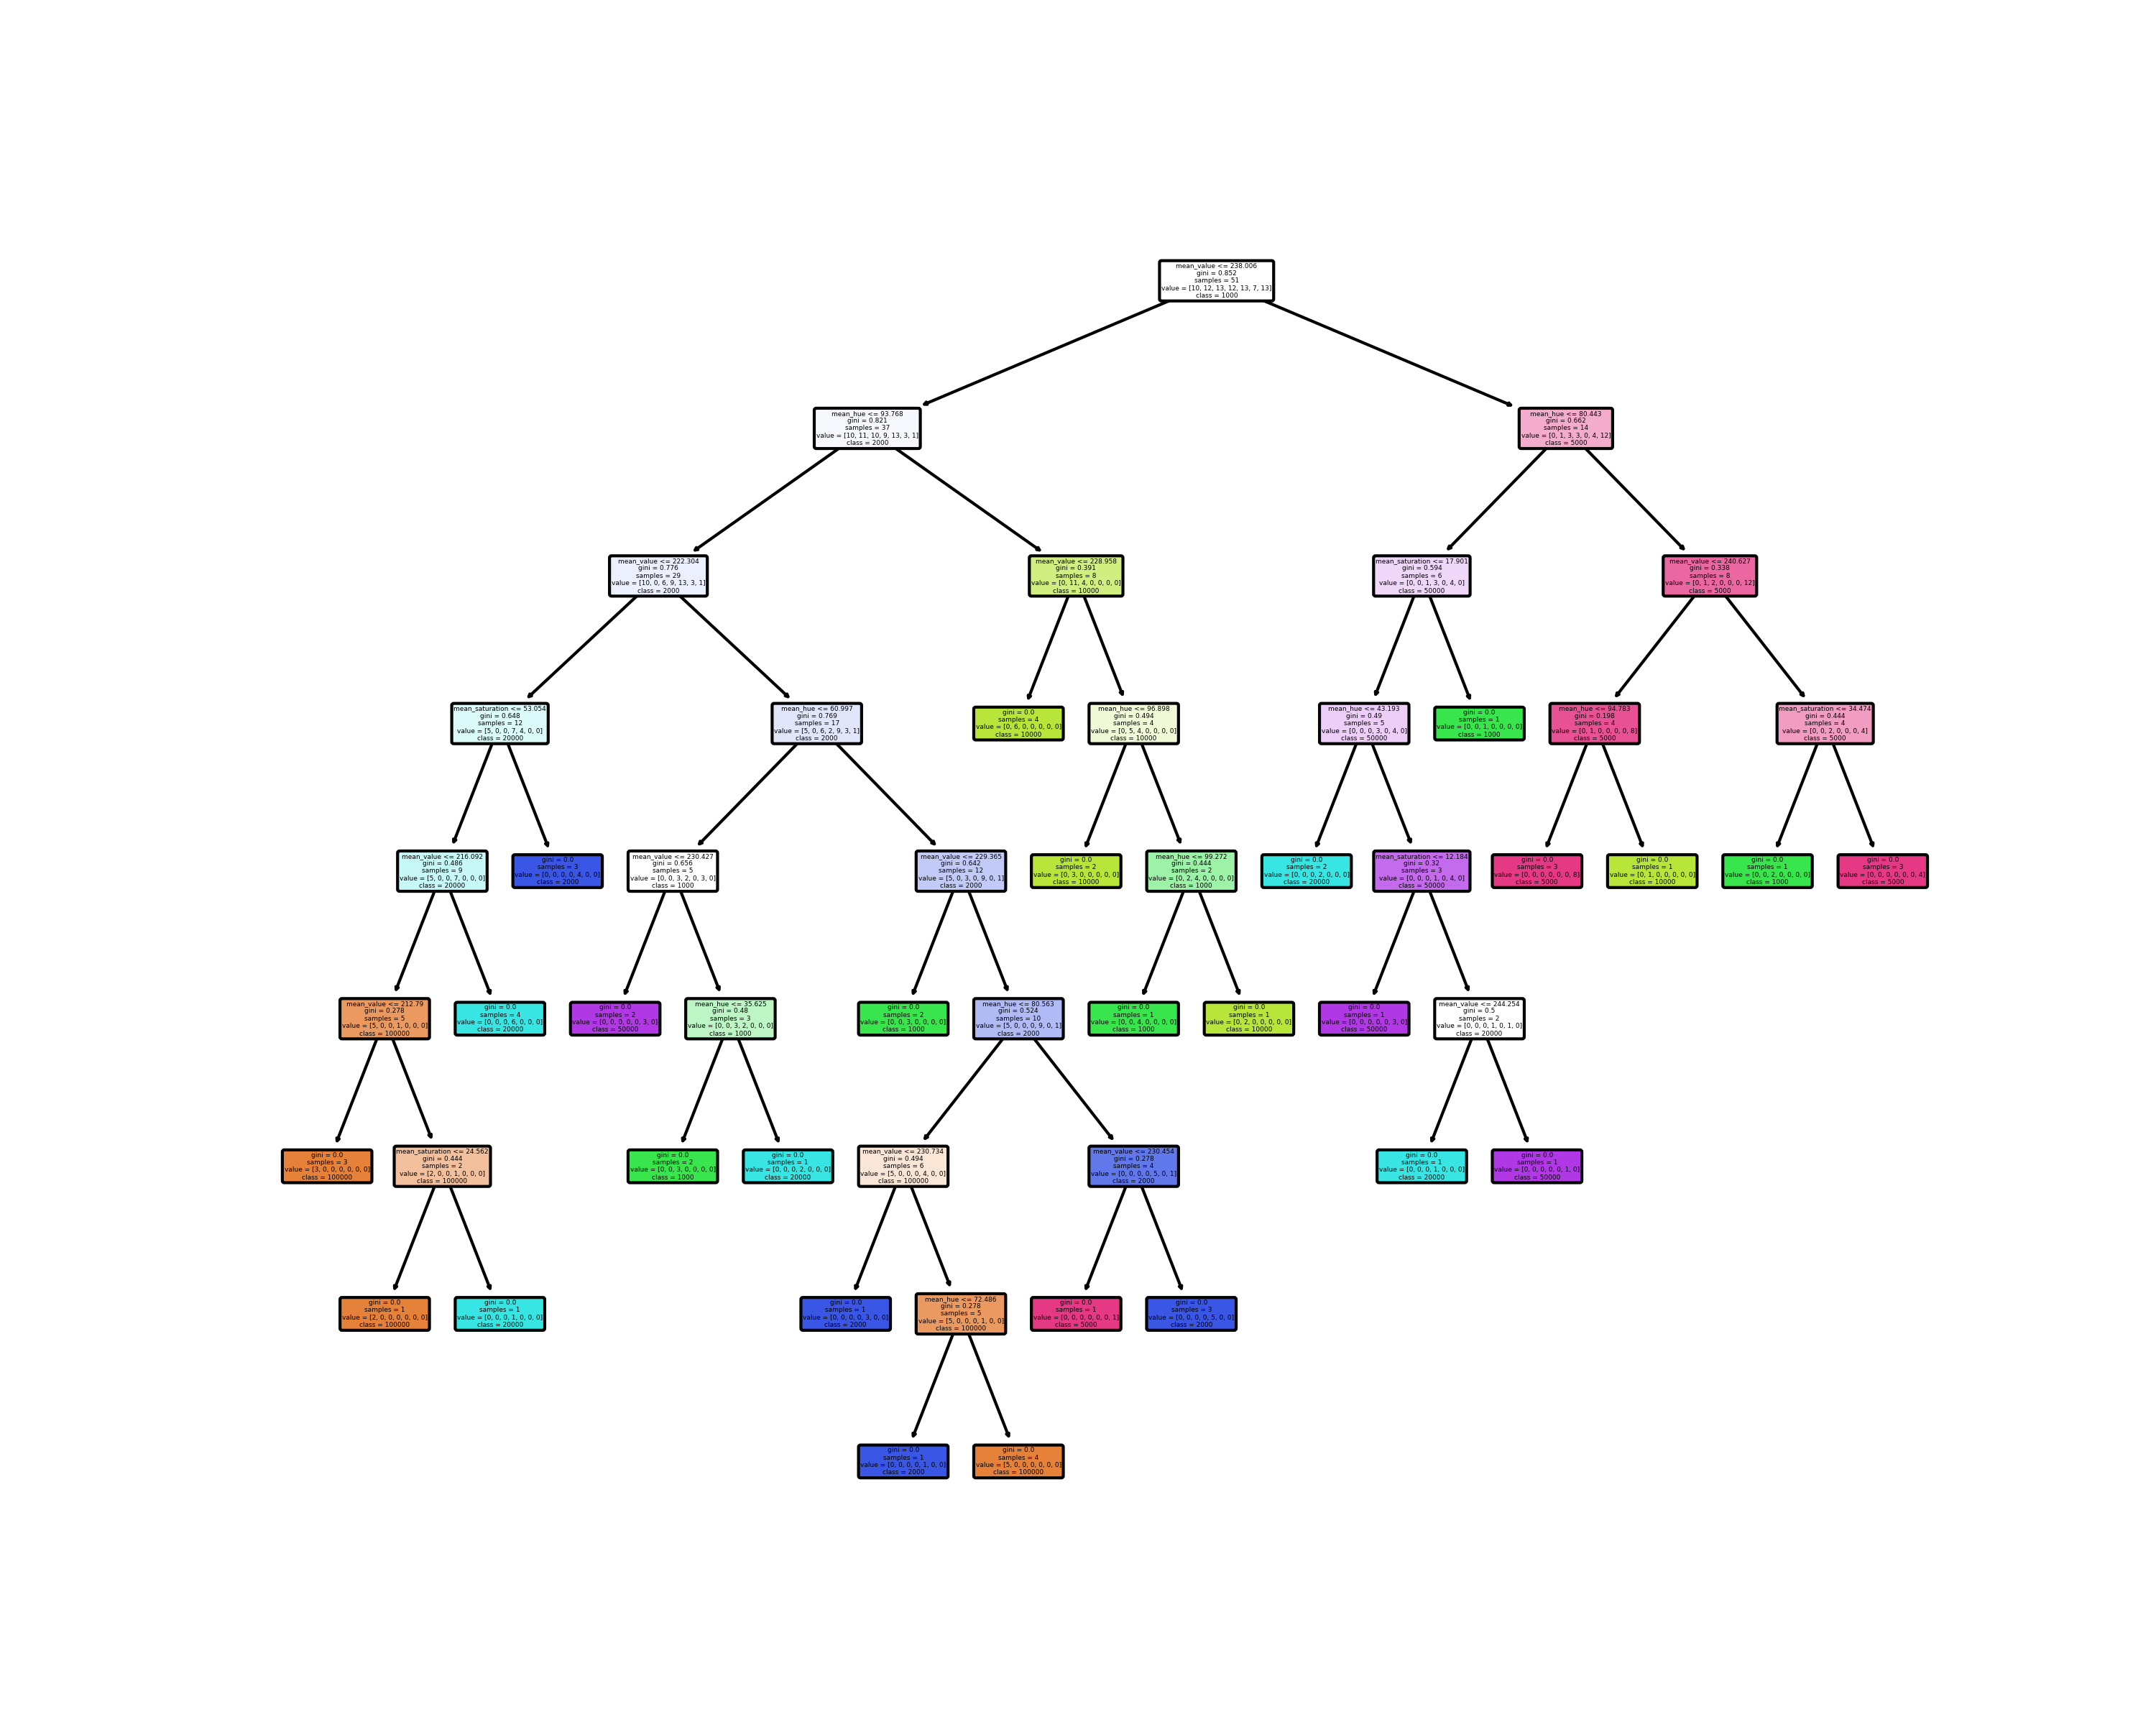 mean_value <= 238.006
gini = 0.852
samples = 51
value = [10, 12, 13, 12, 13, 7, 13]
class = 1000
mean_hue <= 93.768
gini = 0.821
samples = 37
value = [10, 11, 10, 9, 13, 3, 1]
class = 2000
mean_hue <= 80.443
gini = 0.662
samples = 14
value = [0, 1, 3, 3, 0, 4, 12]
class = 5000
mean_value <= 222.304
gini = 0.776
samples = 29
value = [10, 0, 6, 9, 13, 3, 1]
class = 2000
mean_value <= 228.958
gini = 0.391
samples = 8
value = [0, 11, 4, 0, 0, 0, 0]
class = 10000
mean_saturation <= 17.901
gini = 0.594
samples = 6
value = [0, 0, 1, 3, 0, 4, 0]
class = 50000
mean_value <= 240.627
gini = 0.338
samples = 8
value = [0, 1, 2, 0, 0, 0, 12]
class = 5000
mean_saturation <= 53.054
gini = 0.648
samples = 12
value = [5, 0, 0, 7, 4, 0, 0]
class = 20000
mean_hue <= 60.997
gini = 0.769
samples = 17
value = [5, 0, 6, 2, 9, 3, 1]
class = 2000
gini = 0.0
samples = 4
value = [0, 6, 0, 0, 0, 0, 0]
class = 10000
mean_hue <= 96.898
gini = 0.494
samples = 4
value = [0, 5, 4, 0, 0, 0, 0]
class = 10000
mean_hue <= 43.193
gini = 0.49
samples = 5
value = [0, 0, 0, 3, 0, 4, 0]
class = 50000
gini = 0.0
samples = 1
value = [0, 0, 1, 0, 0, 0, 0]
class = 1000
mean_hue <= 94.783
gini = 0.198
samples = 4
value = [0, 1, 0, 0, 0, 0, 8]
class = 5000
mean_saturation <= 34.474
gini = 0.444
samples = 4
value = [0, 0, 2, 0, 0, 0, 4]
class = 5000
mean_value <= 216.092
gini = 0.486
samples = 9
value = [5, 0, 0, 7, 0, 0, 0]
class = 20000
gini = 0.0
samples = 3
value = [0, 0, 0, 0, 4, 0, 0]
class = 2000
mean_value <= 230.427
gini = 0.656
samples = 5
value = [0, 0, 3, 2, 0, 3, 0]
class = 1000
mean_value <= 229.365
gini = 0.642
samples = 12
value = [5, 0, 3, 0, 9, 0, 1]
class = 2000
gini = 0.0
samples = 2
value = [0, 3, 0, 0, 0, 0, 0]
class = 10000
mean_hue <= 99.272
gini = 0.444
samples = 2
value = [0, 2, 4, 0, 0, 0, 0]
class = 1000
gini = 0.0
samples = 2
value = [0, 0, 0, 2, 0, 0, 0]
class = 20000
mean_saturation <= 12.184
gini = 0.32
samples = 3
value = [0, 0, 0, 1, 0, 4, 0]
class = 50000
gini = 0.0
samples = 3
value = [0, 0, 0, 0, 0, 0, 8]
class = 5000
gini = 0.0
samples = 1
value = [0, 1, 0, 0, 0, 0, 0]
class = 10000
gini = 0.0
samples = 1
value = [0, 0, 2, 0, 0, 0, 0]
class = 1000
gini = 0.0
samples = 3
value = [0, 0, 0, 0, 0, 0, 4]
class = 5000
mean_value <= 212.79
gini = 0.278
samples = 5
value = [5, 0, 0, 1, 0, 0, 0]
class = 100000
gini = 0.0
samples = 4
value = [0, 0, 0, 6, 0, 0, 0]
class = 20000
gini = 0.0
samples = 2
value = [0, 0, 0, 0, 0, 3, 0]
class = 50000
mean_hue <= 35.625
gini = 0.48
samples = 3
value = [0, 0, 3, 2, 0, 0, 0]
class = 1000
gini = 0.0
samples = 2
value = [0, 0, 3, 0, 0, 0, 0]
class = 1000
mean_hue <= 80.563
gini = 0.524
samples = 10
value = [5, 0, 0, 0, 9, 0, 1]
class = 2000
gini = 0.0
samples = 1
value = [0, 0, 4, 0, 0, 0, 0]
class = 1000
gini = 0.0
samples = 1
value = [0, 2, 0, 0, 0, 0, 0]
class = 10000
gini = 0.0
samples = 1
value = [0, 0, 0, 0, 0, 3, 0]
class = 50000
mean_value <= 244.254
gini = 0.5
samples = 2
value = [0, 0, 0, 1, 0, 1, 0]
class = 20000
gini = 0.0
samples = 3
value = [3, 0, 0, 0, 0, 0, 0]
class = 100000
mean_saturation <= 24.562
gini = 0.444
samples = 2
value = [2, 0, 0, 1, 0, 0, 0]
class = 100000
gini = 0.0
samples = 2
value = [0, 0, 3, 0, 0, 0, 0]
class = 1000
gini = 0.0
samples = 1
value = [0, 0, 0, 2, 0, 0, 0]
class = 20000
mean_value <= 230.734
gini = 0.494
samples = 6
value = [5, 0, 0, 0, 4, 0, 0]
class = 100000
mean_value <= 230.454
gini = 0.278
samples = 4
value = [0, 0, 0, 0, 5, 0, 1]
class = 2000
gini = 0.0
samples = 1
value = [0, 0, 0, 1, 0, 0, 0]
class = 20000
gini = 0.0
samples = 1
value = [0, 0, 0, 0, 0, 1, 0]
class = 50000
gini = 0.0
samples = 1
value = [2, 0, 0, 0, 0, 0, 0]
class = 100000
gini = 0.0
samples = 1
value = [0, 0, 0, 1, 0, 0, 0]
class = 20000
gini = 0.0
samples = 1
value = [0, 0, 0, 0, 3, 0, 0]
class = 2000
mean_hue <= 72.486
gini = 0.278
samples = 5
value = [5, 0, 0, 0, 1, 0, 0]
class = 100000
gini = 0.0
samples = 1
value = [0, 0, 0, 0, 0, 0, 1]
class = 5000
gini = 0.0
samples = 3
value = [0, 0, 0, 0, 5, 0, 0]
class = 2000
gini = 0.0
samples = 1
value = [0, 0, 0, 0, 1, 0, 0]
class = 2000
gini = 0.0
samples = 4
value = [5, 0, 0, 0, 0, 0, 0]
class = 100000